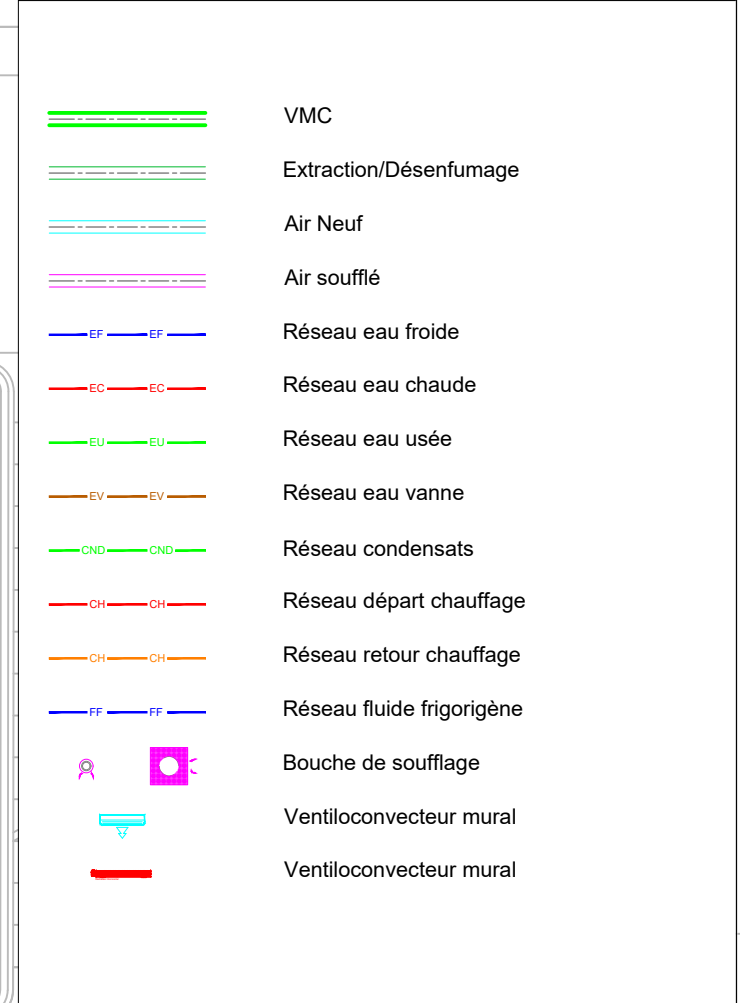 VMC
Extraction/Désenfumage
Air Neuf
Air soufflé
EF EF Réseau eau froide
EC EC Réseau eau chaude
EU EU Réseau eau usée
EV EV Réseau eau vanne
CND CND Réseau condensats
CH CH Réseau départ chauffage
CH CH Réseau retour chauffage
FF FF Réseau fluide frigorigène
Bouche de soufflage
Ventiloconvecteur mural
Ventiloconvecteur mural